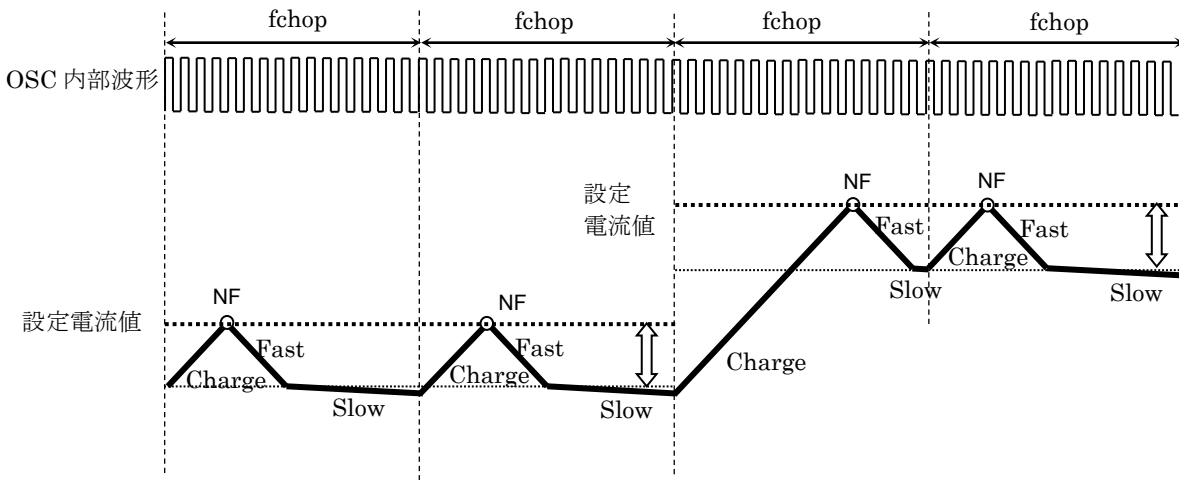 fchop
fchop
fchop
fchop
OSC 内部波形
設定
電流値
NF
Fast
Charge
Slow
NF
Fast
Charge
Slow
設定電流値
NF
Fast
Charge
Slow
NF
Fast
Charge
Slow